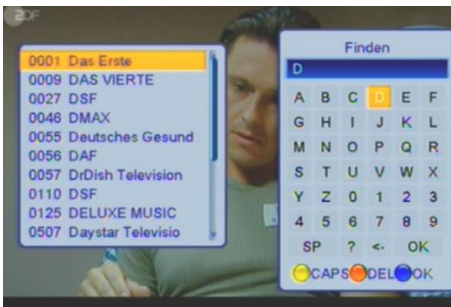 ZDF
0001 Das Erste
0009 DAS VIERTE
0027 DSF
0046 DMAX
0055 Deutsches Gesund
0056 DAF
0057 DrDish Television
0110 DSF
0125 DELUXE MUSIC
0507 Daystar Televisio
Finden
D
A B C D E F
G H I J K L
M N O P Q R
S T U V W X
Y Z 0 1 2 3
4 5 6 7 8 9
SP ? <- OK
CAPS DEL OK